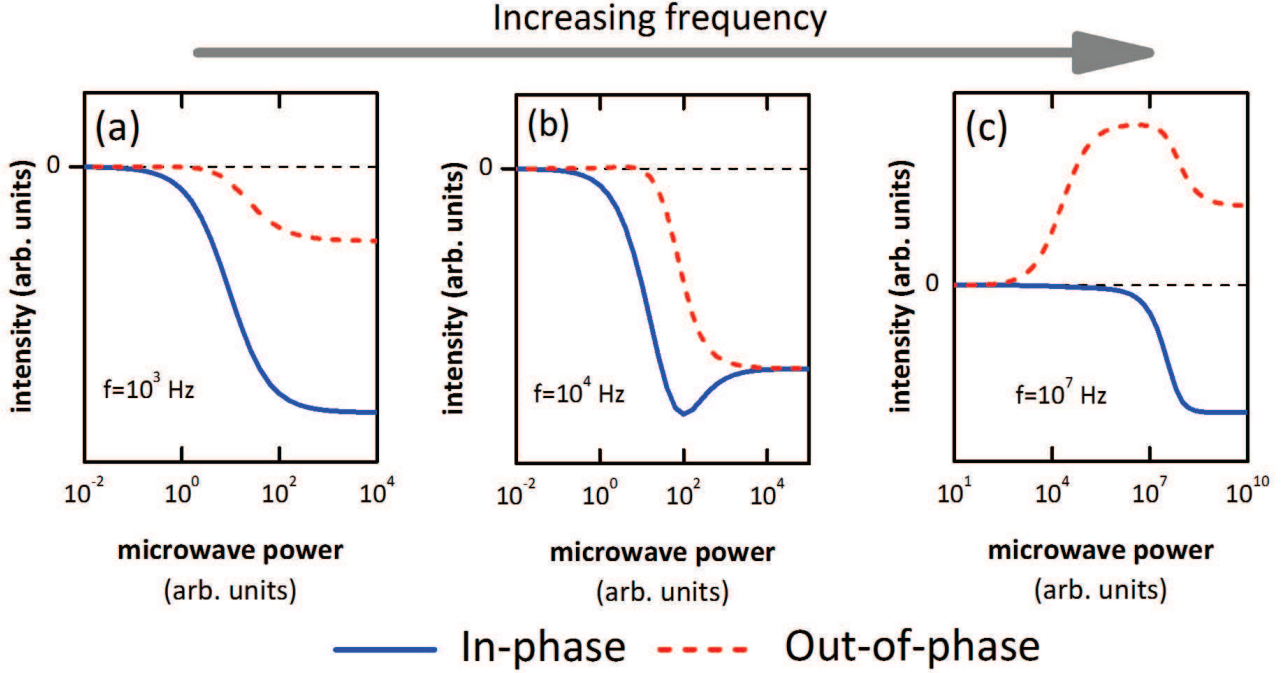 Increasing frequency
(a)
0
intensity (arb. units)
f=10³ Hz
10⁻² 10⁰ 10² 10⁴
microwave power
(arb. units)
(b)
0
intensity (arb. units)
f=10⁴ Hz
10⁻² 10⁰ 10² 10⁴
microwave power
(arb. units)
(c)
0
intensity (arb. units)
f=10⁷ Hz
10¹ 10⁴ 10⁷ 10¹⁰
microwave power
(arb. units)
In-phase Out-of-phase